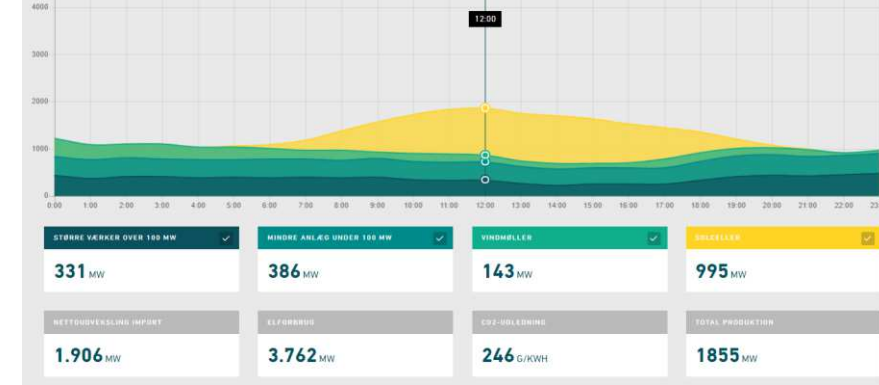 4000
12:00
3000
2000
1000
0
0:00 1:00 2:00 3:00 4:00 5:00 6:00 7:00 8:00 9:00 10:00 11:00 12:00 13:00 14:00 15:00 16:00 17:00 18:00 19:00 20:00 21:00 22:00 23
STØRRE VÆRKER OVER 100 MW MINDRE ANLÆG UNDER 100 MW VINDMØLLER SOLCELLER
331 MW 386 MW 143 MW 995 MW
NETTOUDVEKSLING IMPORT ELFORBRUG CO2-UDLEDNING TOTAL PRODUKTION
1.906 MW 3.762 MW 246 G/KWH 1855 MW